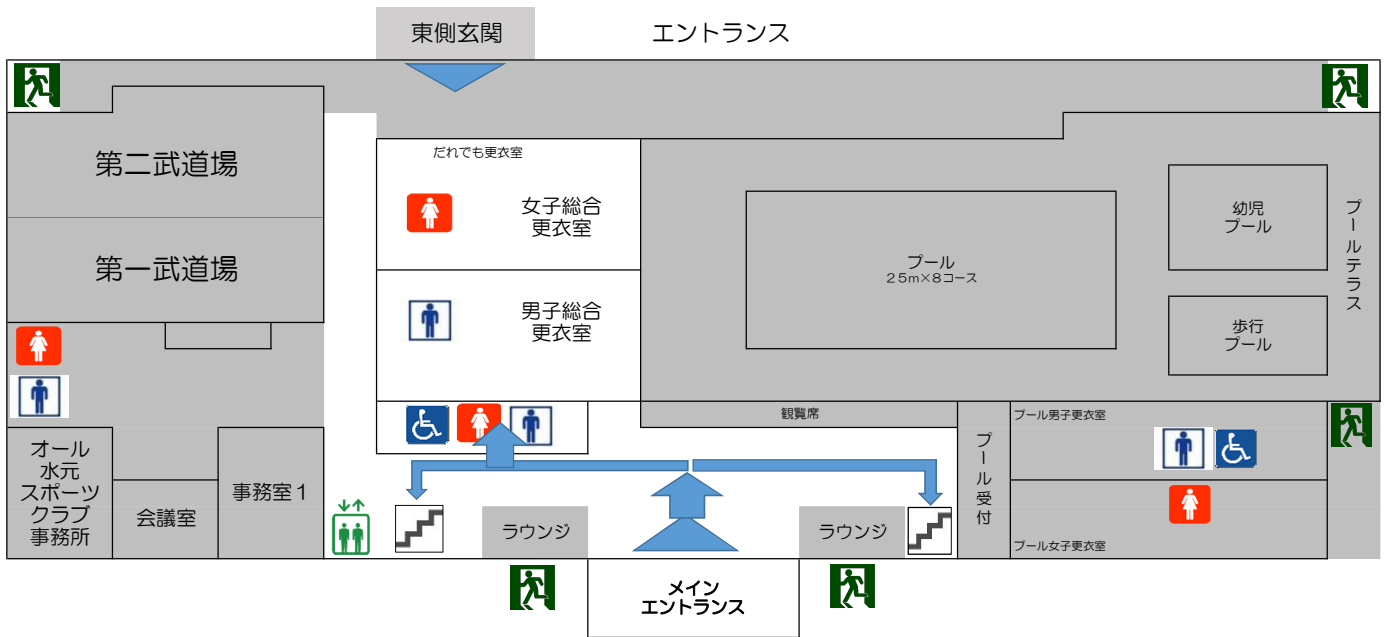 東側玄関
エントランス
第二武道場
第一武道場
だれでも更衣室
女子総合
更衣室
男子総合
更衣室
プール
25m×8コース
幼児
プール
歩行
プール
プールテラス
観覧席
オール
水元
スポーツ
クラブ
事務所
会議室
事務室1
ラウンジ
ラウンジ
プール受付
プール男子更衣室
プール女子更衣室
メイン
エントランス